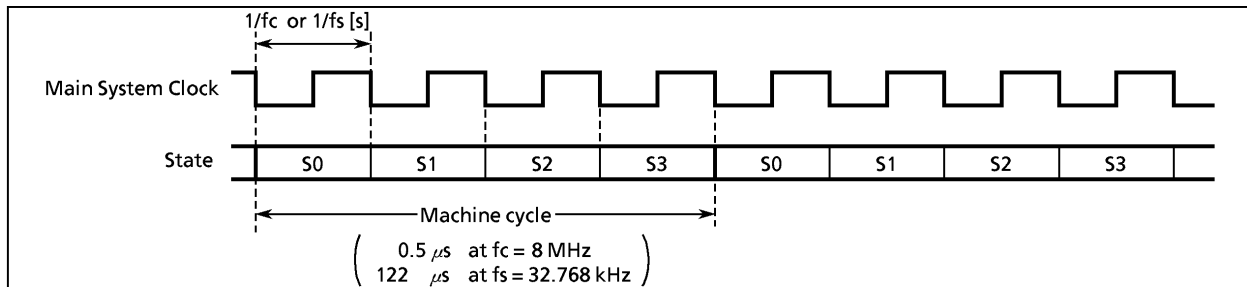 1/fc or 1/fs [s]
Main System Clock
State
S0 S1 S2 S3 S0 S1 S2 S3
Machine cycle
0.5 μs at fc = 8 MHz
122 μs at fs = 32.768 kHz